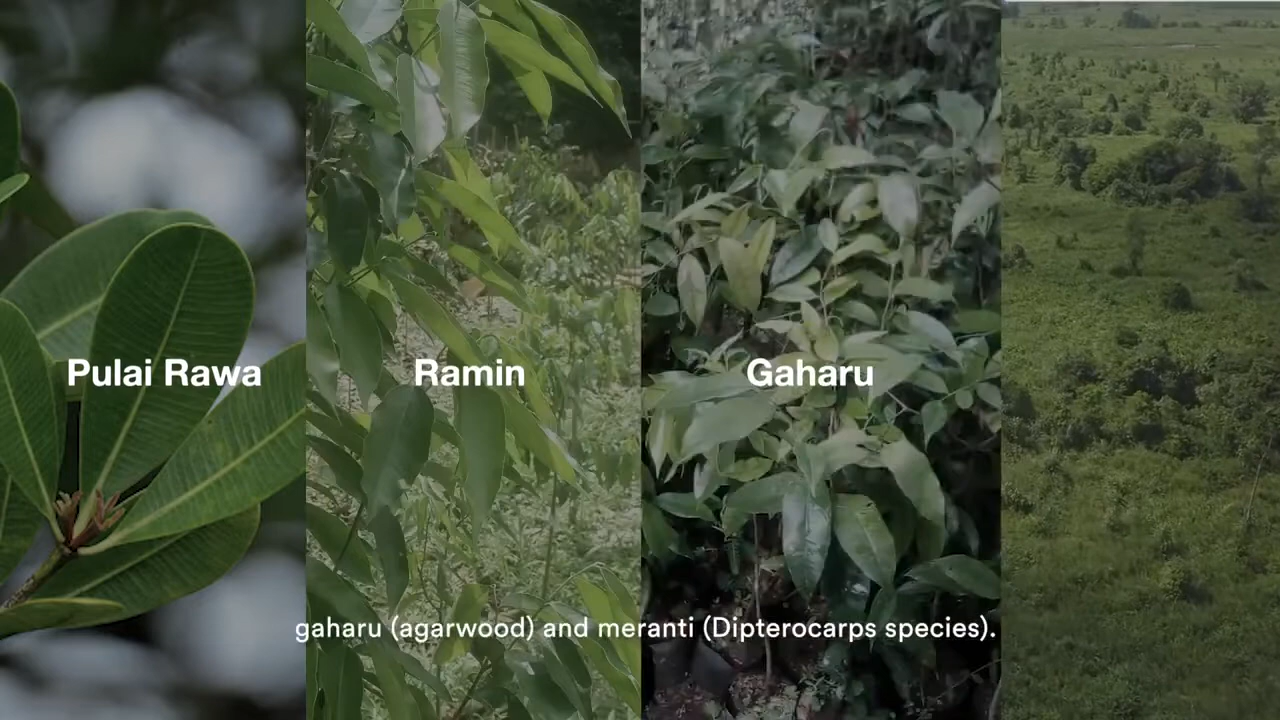 Pulai Rawa
Ramin
Gaharu
gaharu (agarwood) and meranti (Dipterocarps species).